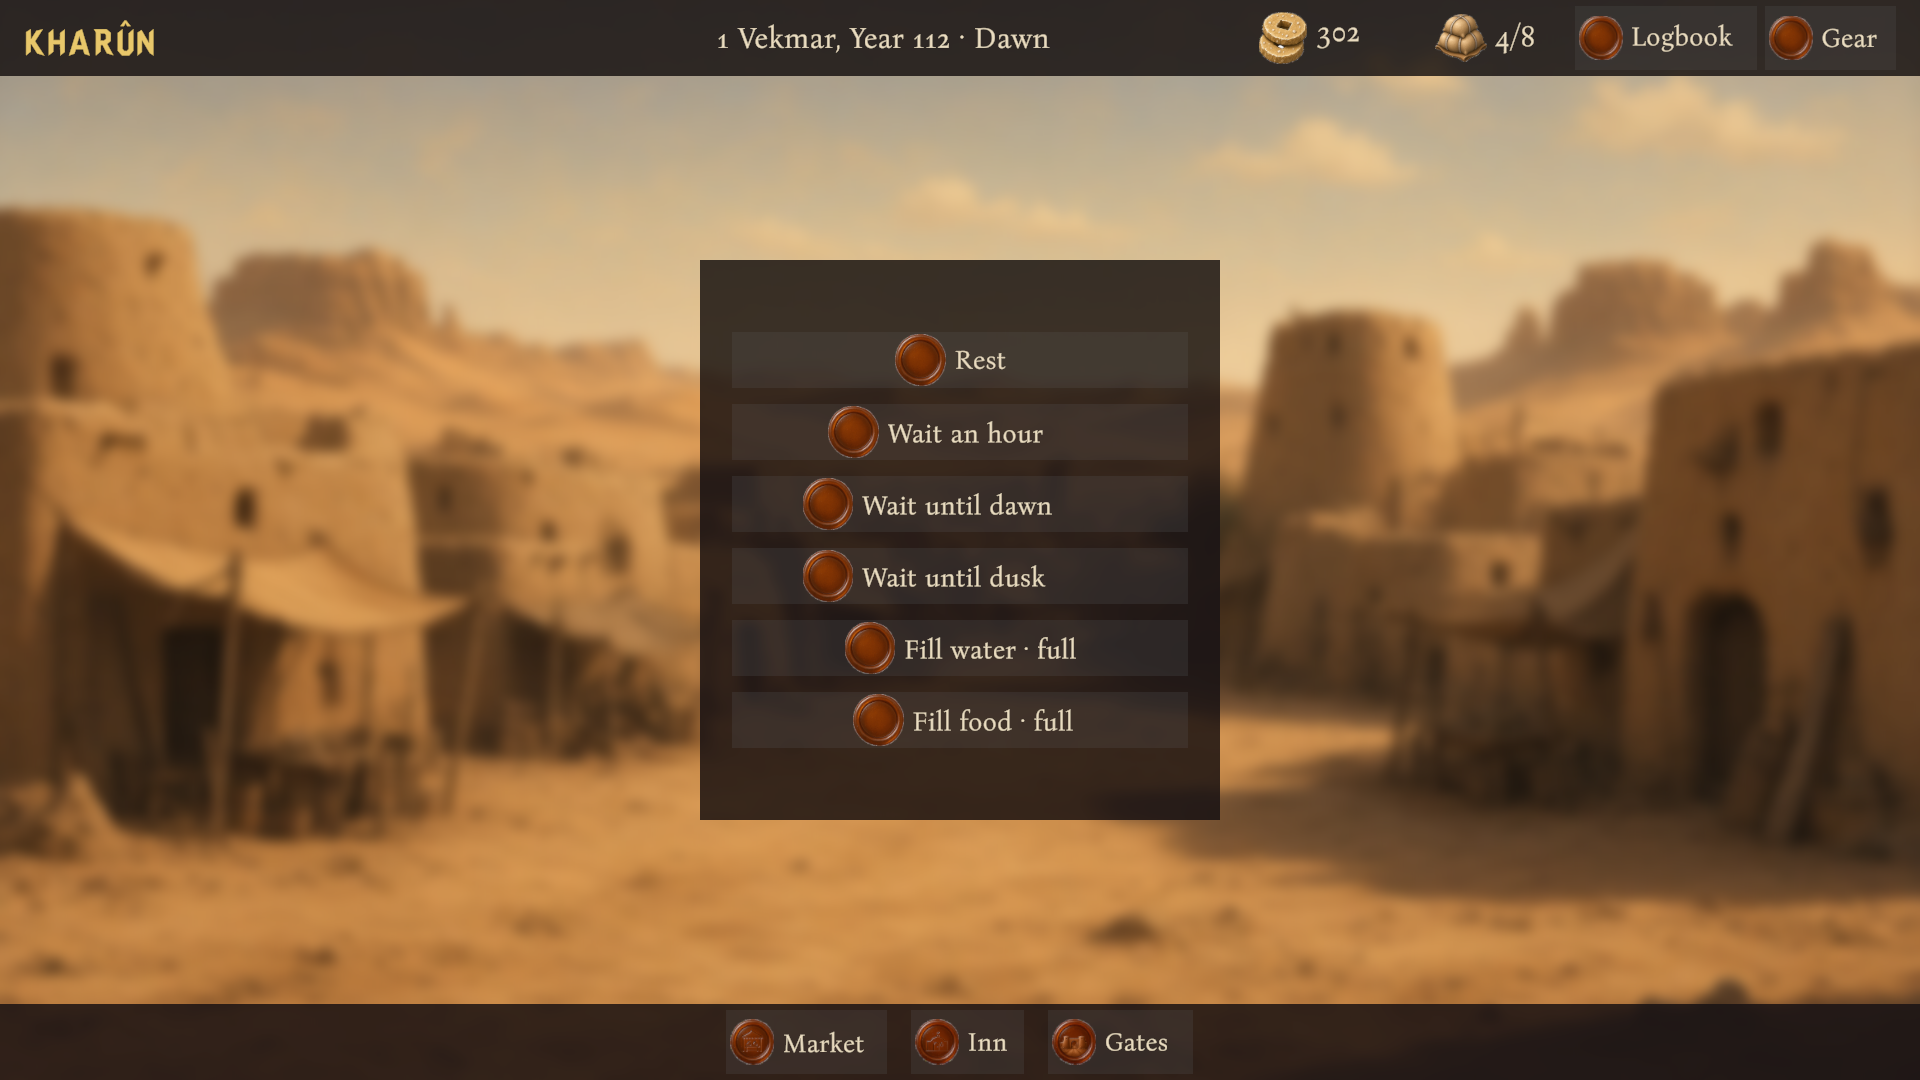 KHARÛN
1 Vekmar, Year 112 · Dawn
302
4/8
Logbook
Gear
Rest
Wait an hour
Wait until dawn
Wait until dusk
Fill water · full
Fill food · full
Market
Inn
Gates